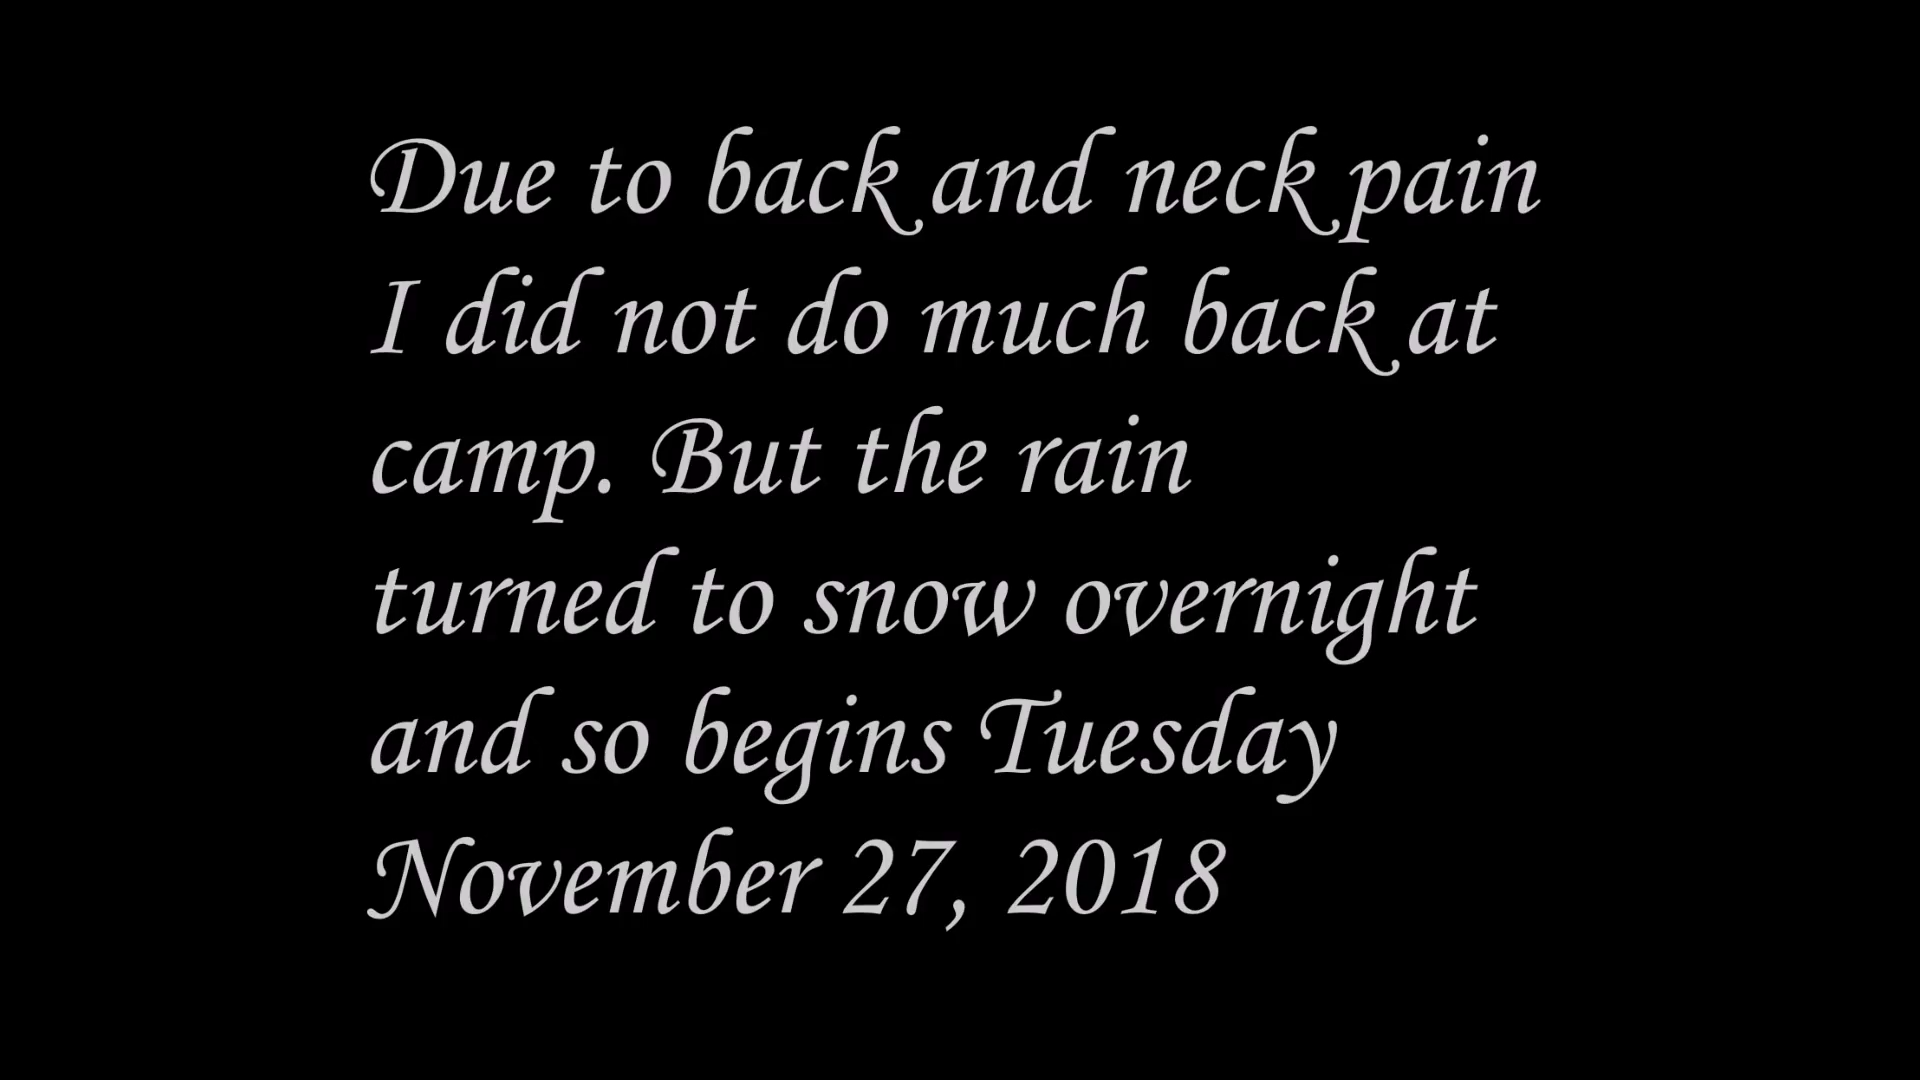 Due to back and neck pain
I did not do much back at
camp. But the rain
turned to snow overnight
and so begins Tuesday
November 27, 2018